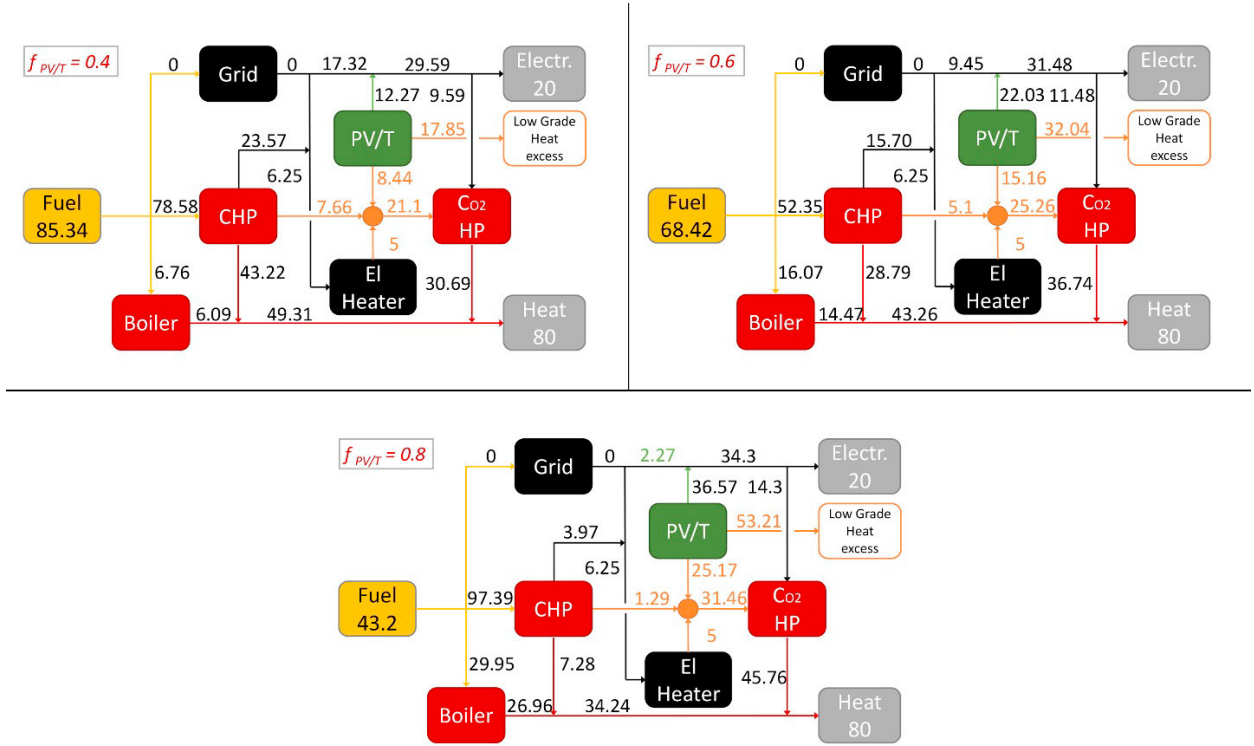 f PV/T = 0.4
0
Grid
0
17.32
29.59
Electr.
20
12.27
9.59
23.57
PV/T
17.85
Low Grade
Heat
excess
6.25
8.44
Fuel
85.34
78.58
CHP
7.66
21.1
CO2
HP
5
6.76
43.22
El
Heater
30.69
Boiler
6.09
49.31
Heat
80
f PV/T = 0.6
0
Grid
0
9.45
31.48
Electr.
20
22.03
11.48
15.70
PV/T
32.04
Low Grade
Heat
excess
6.25
15.16
Fuel
68.42
52.35
CHP
5.1
25.26
CO2
HP
5
16.07
28.79
El
Heater
36.74
Boiler
14.47
43.26
Heat
80
f PV/T = 0.8
0
Grid
0
2.27
34.3
Electr.
20
36.57
14.3
3.97
PV/T
53.21
Low Grade
Heat
excess
6.25
25.17
Fuel
43.2
97.39
CHP
1.29
31.46
CO2
HP
5
29.95
7.28
El
Heater
45.76
Boiler
26.96
34.24
Heat
80